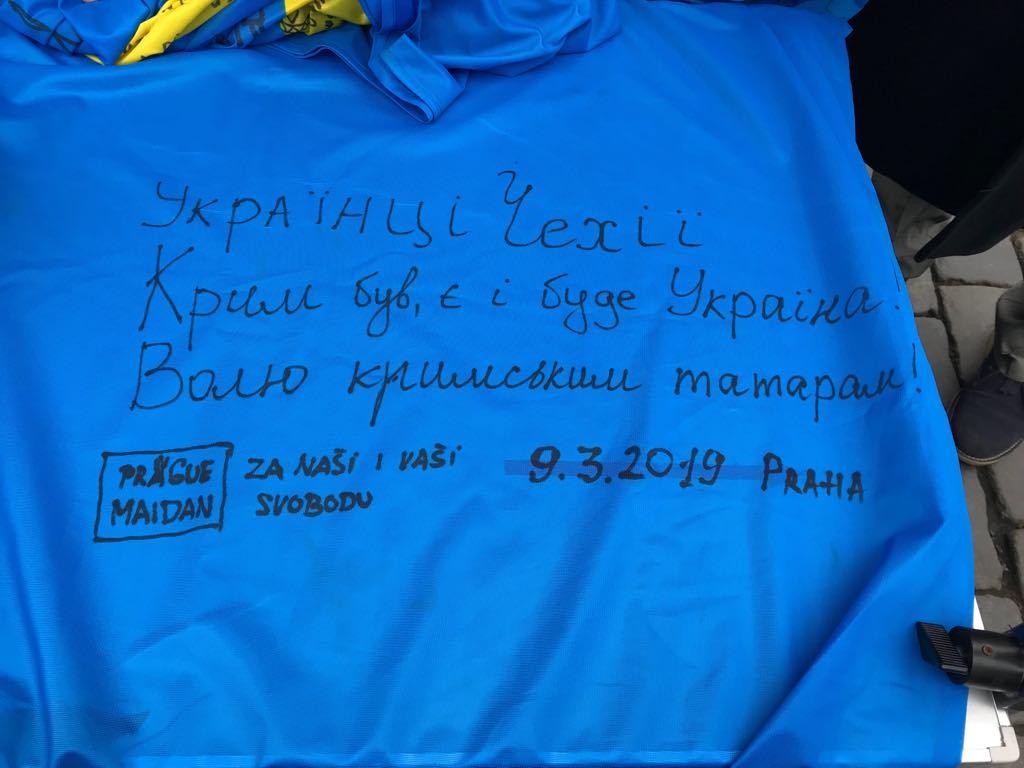 Українці Чехії
Крим був, є і буде Україна!
Волю кримським татарам!
PRAGUE MAIDAN
ZA NAŠI I VAŠI SVOBODU
9.3.2019 PRAHA